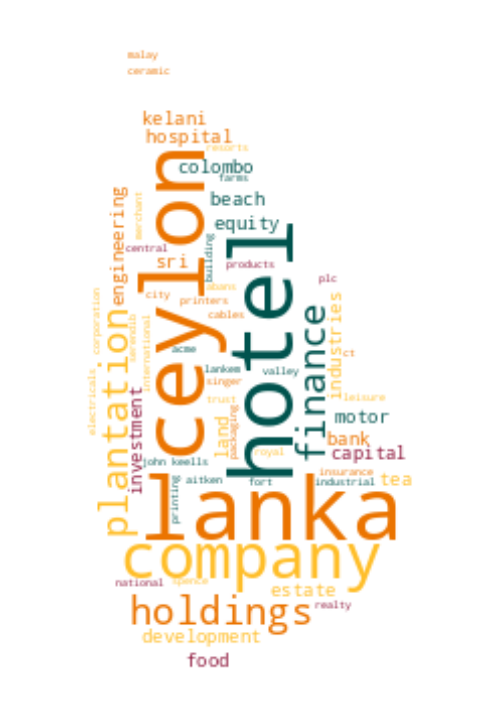 malay
ceramic
kelani
hospital
resorts
colombo
farms
beach
merchant
engineering
equity
building
central
sri
products
abans
plc
city
printers
cables
ceylon
hotel
corporation
serendib
international
plantation
finance
industries
acme
ct
lankem
valley
singer
electricals
trust
leisure
investment
land
packaging
motor
royal
bank
capital
john keells
insurance
printing
aitken
fort
industrial
tea
lanka
company
national
spence
estate
holdings
realty
development
food